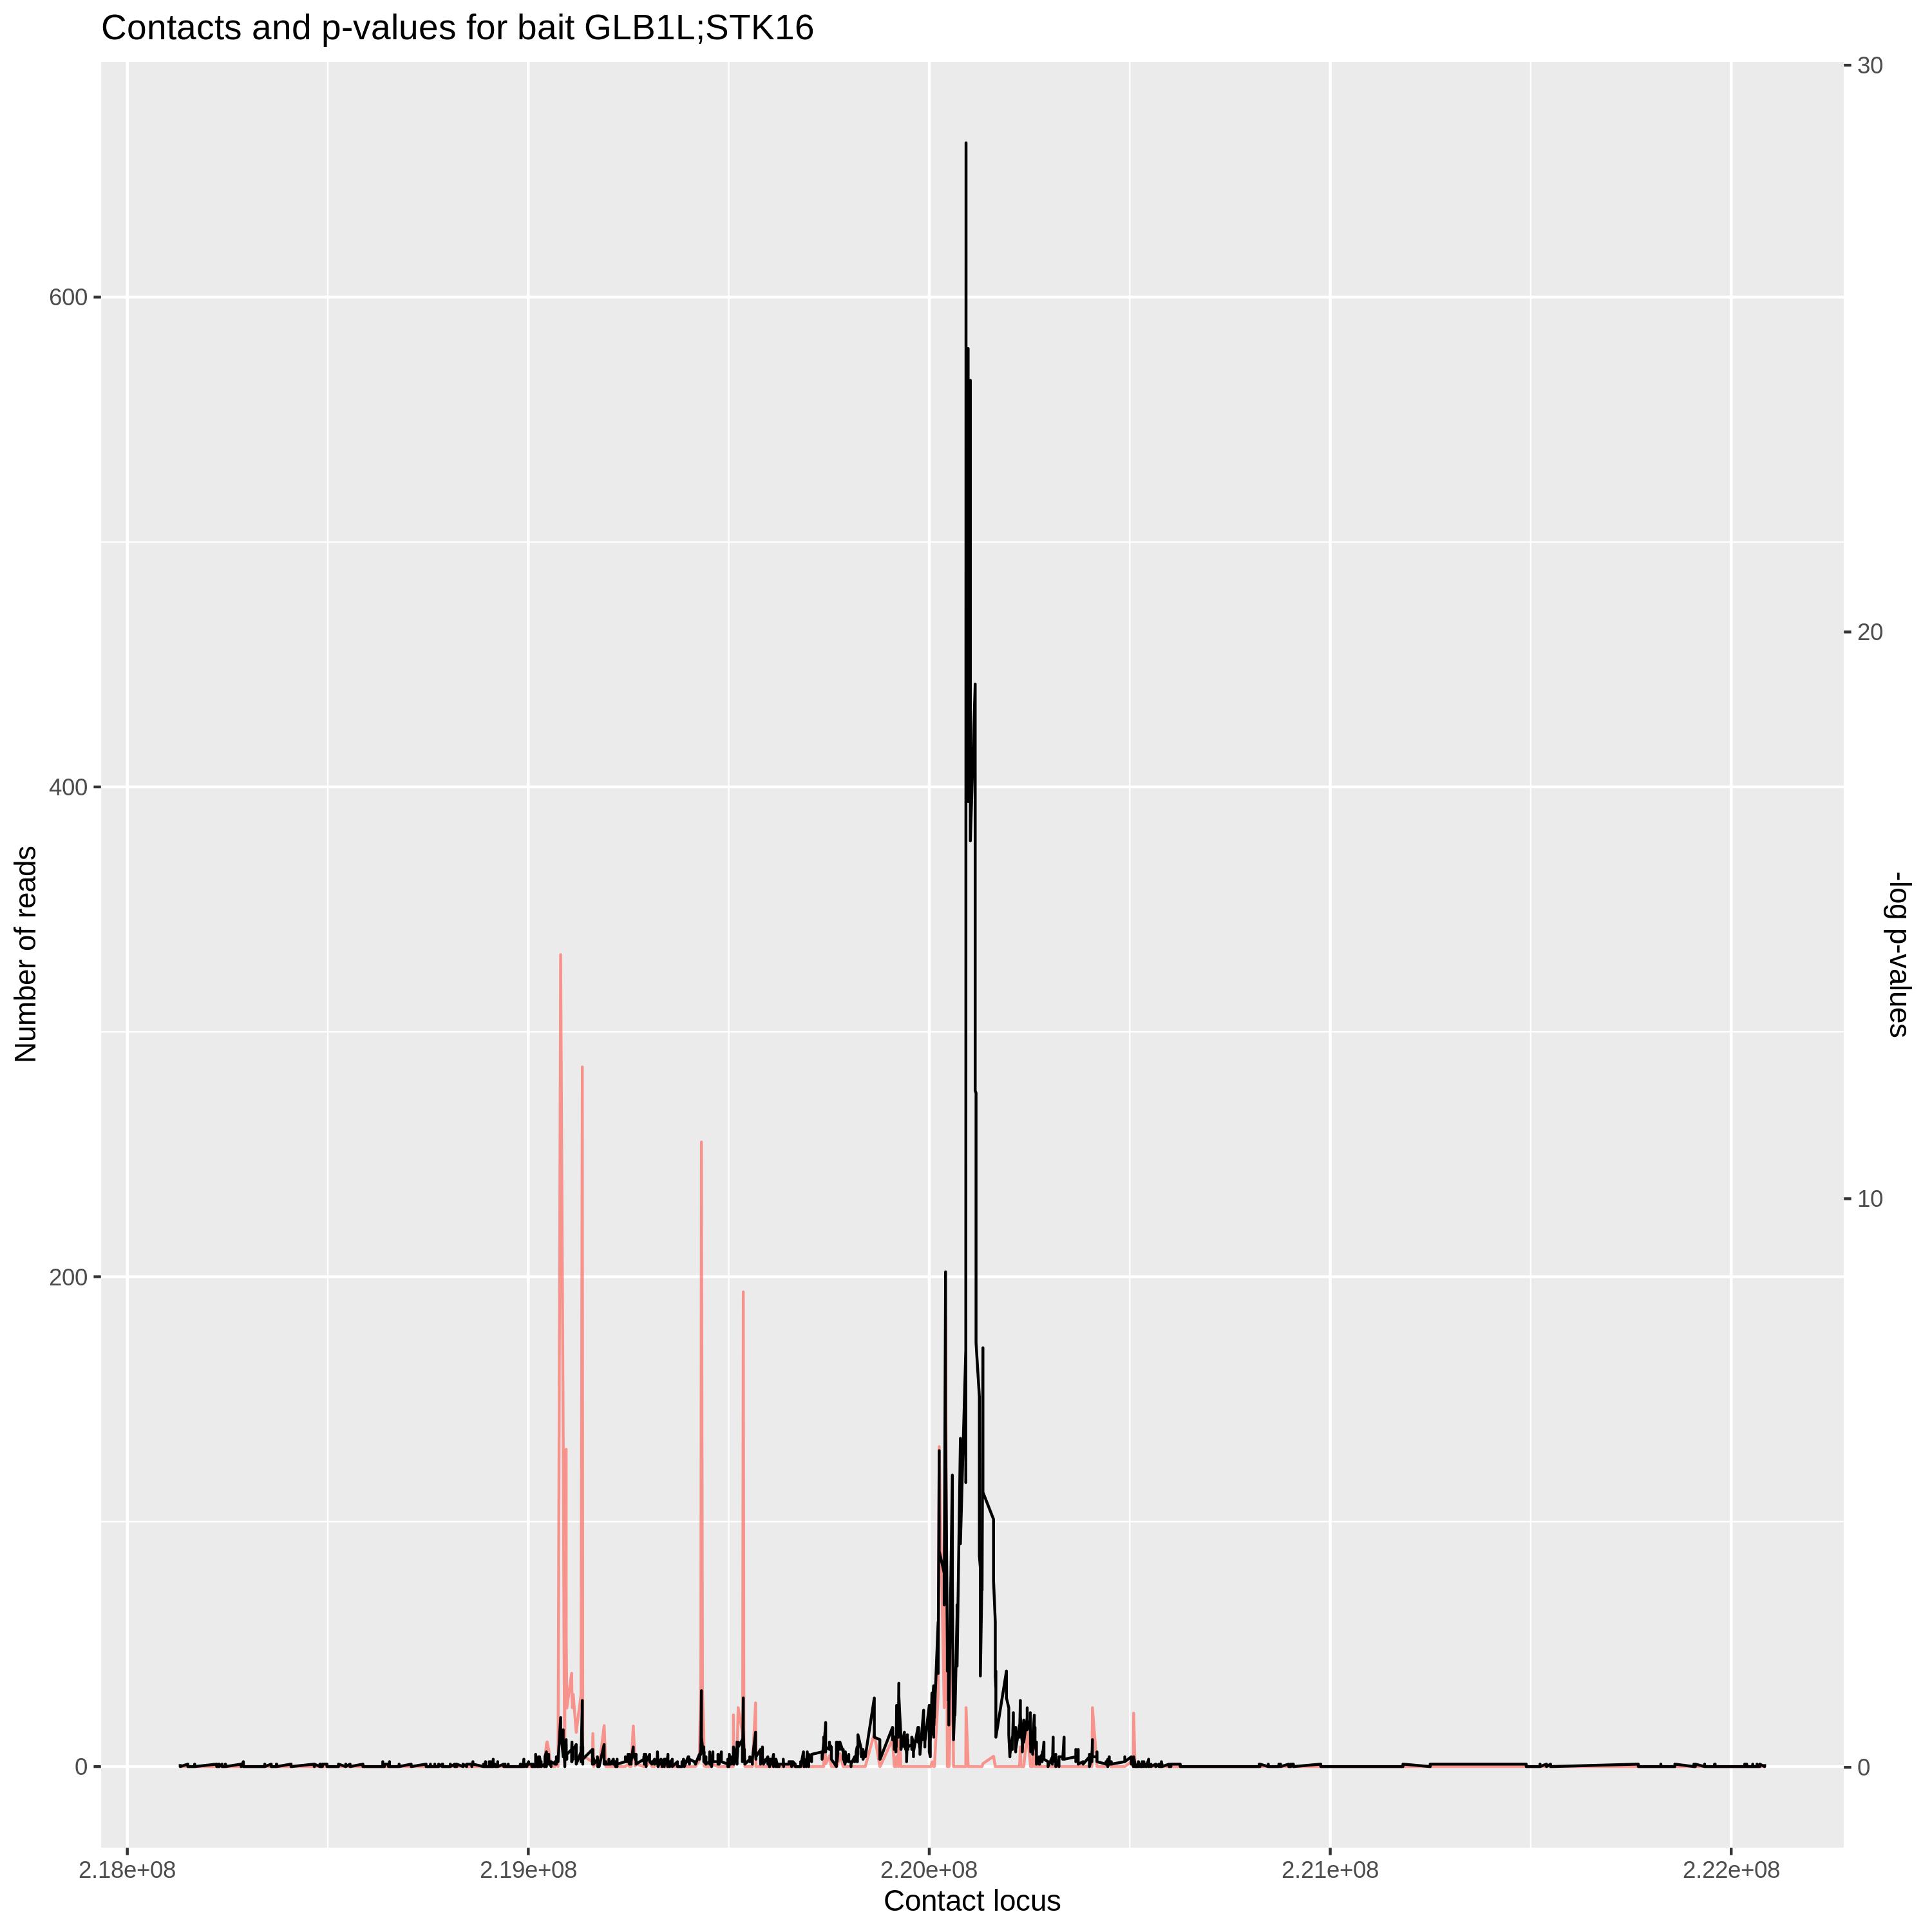 Contacts and p-values for bait GLB1L;STK16
30
600
20
400
Number of reads
-log p-values
10
200
0
0
2.18e+08
2.19e+08
2.20e+08
2.21e+08
2.22e+08
Contact locus